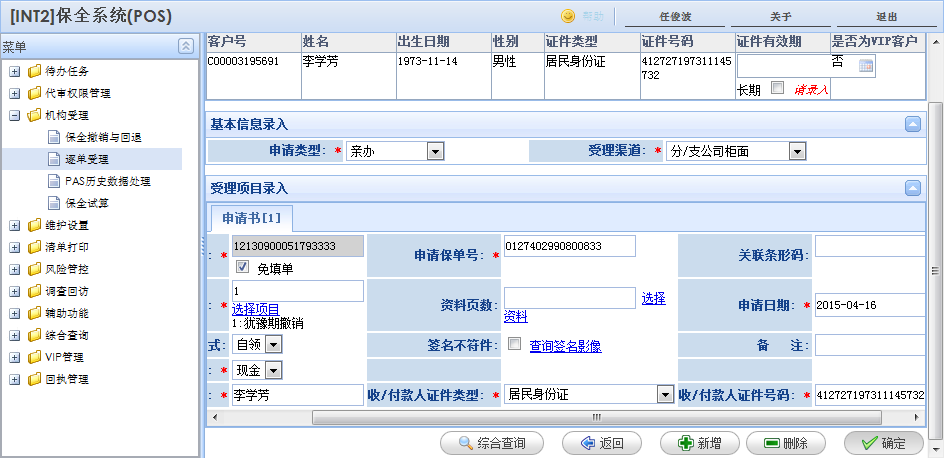 [INT2]保全系统(POS)
帮助
任俊波
关于
退出
菜单
待办任务
代审权限管理
机构受理
保全撤销与回退
逐单受理
PAS历史数据处理
保全试算
维护设置
清单打印
风险管控
调查回访
辅助功能
综合查询
VIP管理
回执管理
客户号 姓名 出生日期 性别 证件类型 证件号码 证件有效期 是否为VIP客户
C00003195691 李学芳 1973-11-14 男性 居民身份证 412727197311145732 否
长期 请录入
基本信息录入
申请类型: * 亲办 受理渠道: * 分/支公司柜面
受理项目录入
申请书[1]
: * 12130900051793333 申请保单号: * 0127402990800833 关联条形码:
免填单
: * 1 资料页数: 选择资料 申请日期: * 2015-04-16
选择项目
1:犹豫期撤销
式: 自领 签名不符件: 查询签名影像 备 注:
: * 现金
: * 李学芳 收/付款人证件类型: * 居民身份证 收/付款人证件号码: * 412727197311145732
综合查询 返回 新增 删除 确定